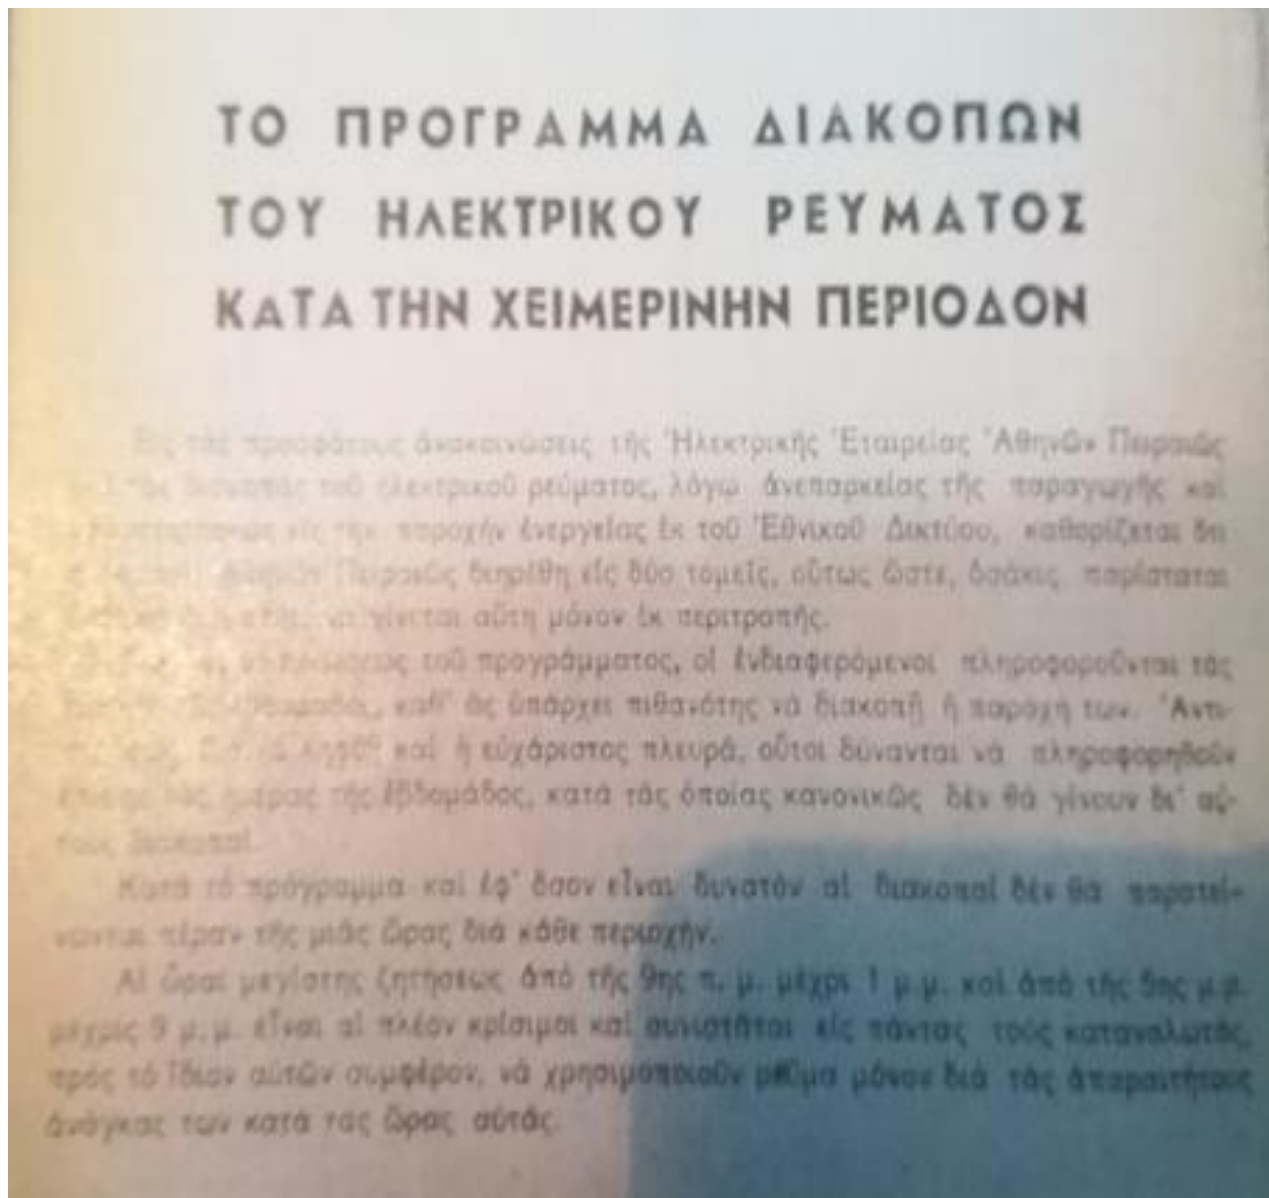 ΤΟ ΠΡΟΓΡΑΜΜΑ ΔΙΑΚΟΠΩΝ
ΤΟΥ ΗΛΕΚΤΡΙΚΟΥ ΡΕΥΜΑΤΟΣ
ΚΑΤΑ ΤΗΝ ΧΕΙΜΕΡΙΝΗΝ ΠΕΡΙΟΔΟΝ
Εἰς τὰς προσφάτους ἀνακοινώσεις τῆς Ἠλεκτρικῆς Ἑταιρείας Ἀθηνῶν Πειραιῶς
τὰς διακοπάς τοῦ ἠλεκτρικοῦ ρεύματος, λόγῳ ἀνεπαρκείας τῆς παραγωγῆς καὶ
εἰς τὴν παροχήν ἐνεργείας ἐκ τοῦ Ἐθνικοῦ Δικτύου, καθορίζεται ὅτι
Πειραιῶς διῃρέθη εἰς δύο τομεῖς, οὕτως ὥστε, ὁσάκις παρίσταται
νὰ γίνεται αὕτη μόνον ἐκ περιτροπῆς.
τοῦ προγράμματος, οἱ ἐνδιαφερόμενοι πληροφοροῦνται τὰς
καθ' ἃς ὑπάρχει πιθανότης νὰ διακοπῇ ἡ παροχή των. Ἀντι-
καὶ ἡ εὐχάριστος πλευρά, οὗτοι δύνανται νὰ πληροφορηθοῦν
τὰς ἡμέρας τῆς ἑβδομάδος, κατὰ τὰς ὁποίας κανονικῶς δὲν θὰ γίνουν δι' αὐ-
τοὺς διακοπαί.
Κατὰ τὸ πρόγραμμα καὶ ἐφ' ὅσον εἶναι δυνατὸν αἱ διακοπαὶ δὲν θὰ παρατεί-
νωνται πέραν τῆς μιᾶς ὥρας διὰ κάθε περιοχήν.
Αἱ ὧραι μεγίστης ζητήσεως ἀπὸ τῆς 9ης π. μ. μέχρι 1 μ.μ. καὶ ἀπὸ τῆς 5ης μ.μ.
μέχρις 9 μ.μ. εἶναι αἱ πλέον κρίσιμοι καὶ συνιστᾶται εἰς πάντας τοὺς καταναλωτάς,
πρὸς τὸ ἴδιον αὐτῶν συμφέρον, νὰ χρησιμοποιοῦν ρεῦμα μόνον διὰ τὰς ἀπαραιτήτους
ἀνάγκας των κατὰ τὰς ὥρας αὐτάς.